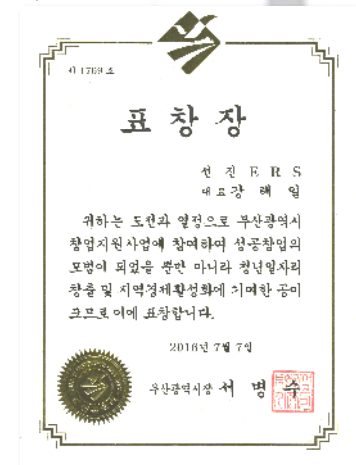 제 1769 호
표 창 장
선 진 E R S
대 표 강 해 일
귀하는 도전과 열정으로 부산광역시
창업지원사업에 참여하여 성공창업의
모범이 되었을 뿐만 아니라 청년일자리
창출 및 지역경제활성화에 기여한 공이
크므로 이에 표창합니다.
2016년 7월 7일
부산광역시장 서 병 수